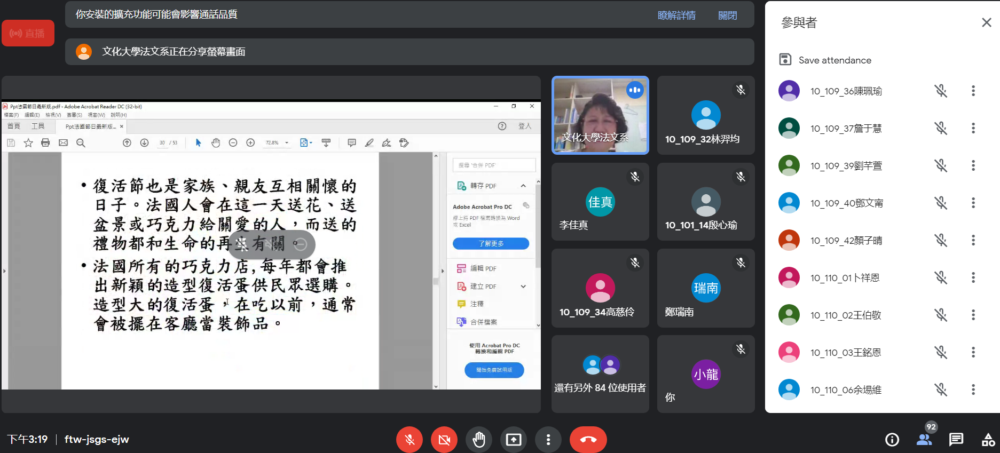 你安裝的擴充功能可能會影響通話品質
瞭解詳情
關閉
直播
文化大學法文系正在分享螢幕畫面
Ppt法國節日最新版.pdf - Adobe Acrobat Reader DC (32-bit)
檔案(F) 編輯(E) 檢視(V) 簽署(S) 視窗(W) 說明(H)
首頁 工具 Ppt法國節日最新版... × 登入
30 / 53 72.8%
• 復活節也是家族、親友互相關懷的
日子。法國人會在這一天送花、送
盆景或巧克力給關愛的人，而送的
禮物都和生命的再生有關。
• 法國所有的巧克力店,每年都會推
出新穎的造型復活蛋供民眾選購。
造型大的復活蛋，在吃以前，通常
會被擺在客廳當裝飾品。
搜尋 '合併 PDF'
轉存 PDF
Adobe Acrobat Pro DC
線上將 PDF 檔案轉換為 Word
或 Excel
了解更多
編輯 PDF
建立 PDF
注釋
合併檔案
使用 Acrobat Pro DC
轉換和編輯 PDF
開始免費試用版
文化大學法文系
10_109_32林羿均
佳真
李佳真
10_101_14殷心瑜
10_109_34高慈伶
瑞南
鄭瑞南
還有另外 84 位使用者
小龍
你
參與者
Save attendance
10_109_36陳珮瑜
10_109_37詹于慧
10_109_39劉芊萱
10_109_40鄧文甯
10_109_42顏子晴
10_110_01卜祥恩
10_110_02王伯敬
10_110_03王銘恩
10_110_06余埸維
下午3:19 | ftw-jsgs-ejw
92